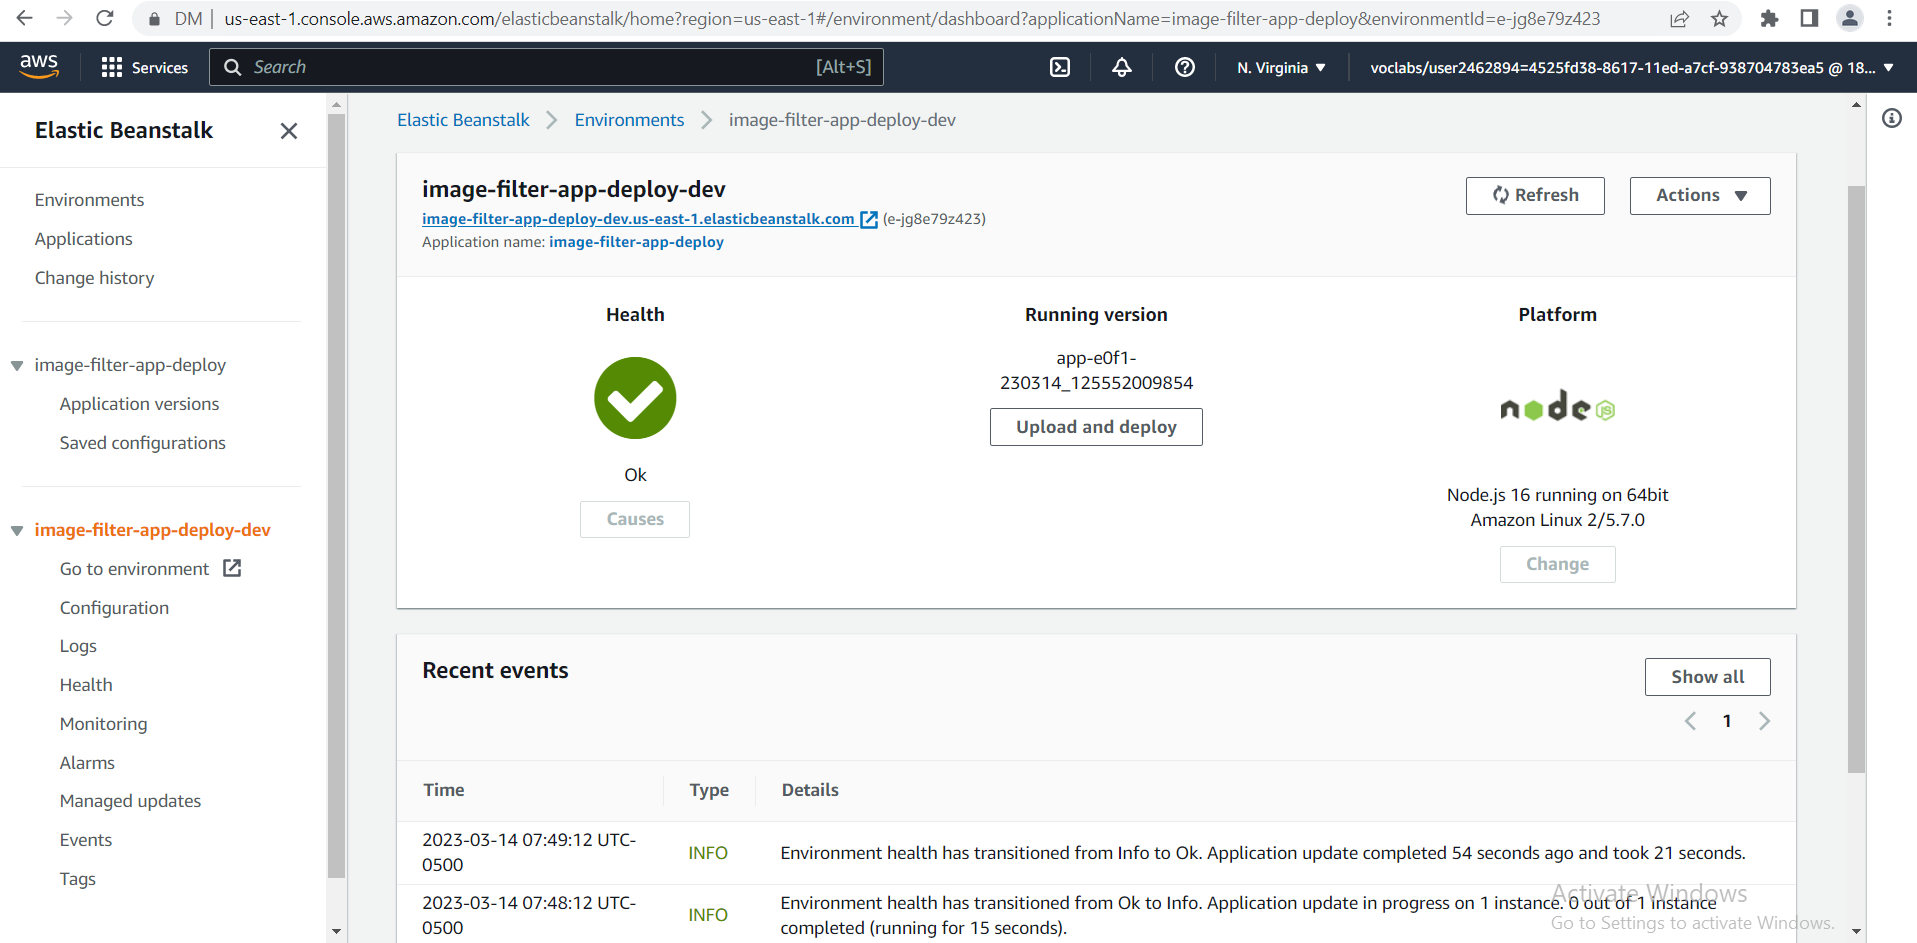 DM
us-east-1.console.aws.amazon.com/elasticbeanstalk/home?region=us-east-1#/environment/dashboard?applicationName=image-filter-app-deploy&environmentId=e-jg8e79z423
aws
Services
Search
[Alt+S]
N. Virginia
voclabs/user2462894=4525fd38-8617-11ed-a7cf-938704783ea5 @ 18...
Elastic Beanstalk
Environments
Applications
Change history
image-filter-app-deploy
Application versions
Saved configurations
image-filter-app-deploy-dev
Go to environment
Configuration
Logs
Health
Monitoring
Alarms
Managed updates
Events
Tags
Elastic Beanstalk
Environments
image-filter-app-deploy-dev
image-filter-app-deploy-dev
image-filter-app-deploy-dev.us-east-1.elasticbeanstalk.com (e-jg8e79z423)
Application name: image-filter-app-deploy
Refresh
Actions
Health
Ok
Causes
Running version
app-e0f1-
230314_125552009854
Upload and deploy
Platform
node JS
Node.js 16 running on 64bit
Amazon Linux 2/5.7.0
Change
Recent events
Show all
1
Time
Type
Details
2023-03-14 07:49:12 UTC-
0500
INFO
Environment health has transitioned from Info to Ok. Application update completed 54 seconds ago and took 21 seconds.
2023-03-14 07:48:12 UTC-
0500
INFO
Environment health has transitioned from Ok to Info. Application update in progress on 1 instance. 0 out of 1 instance
completed (running for 15 seconds).
Activate Windows
Go to Settings to activate Windows.